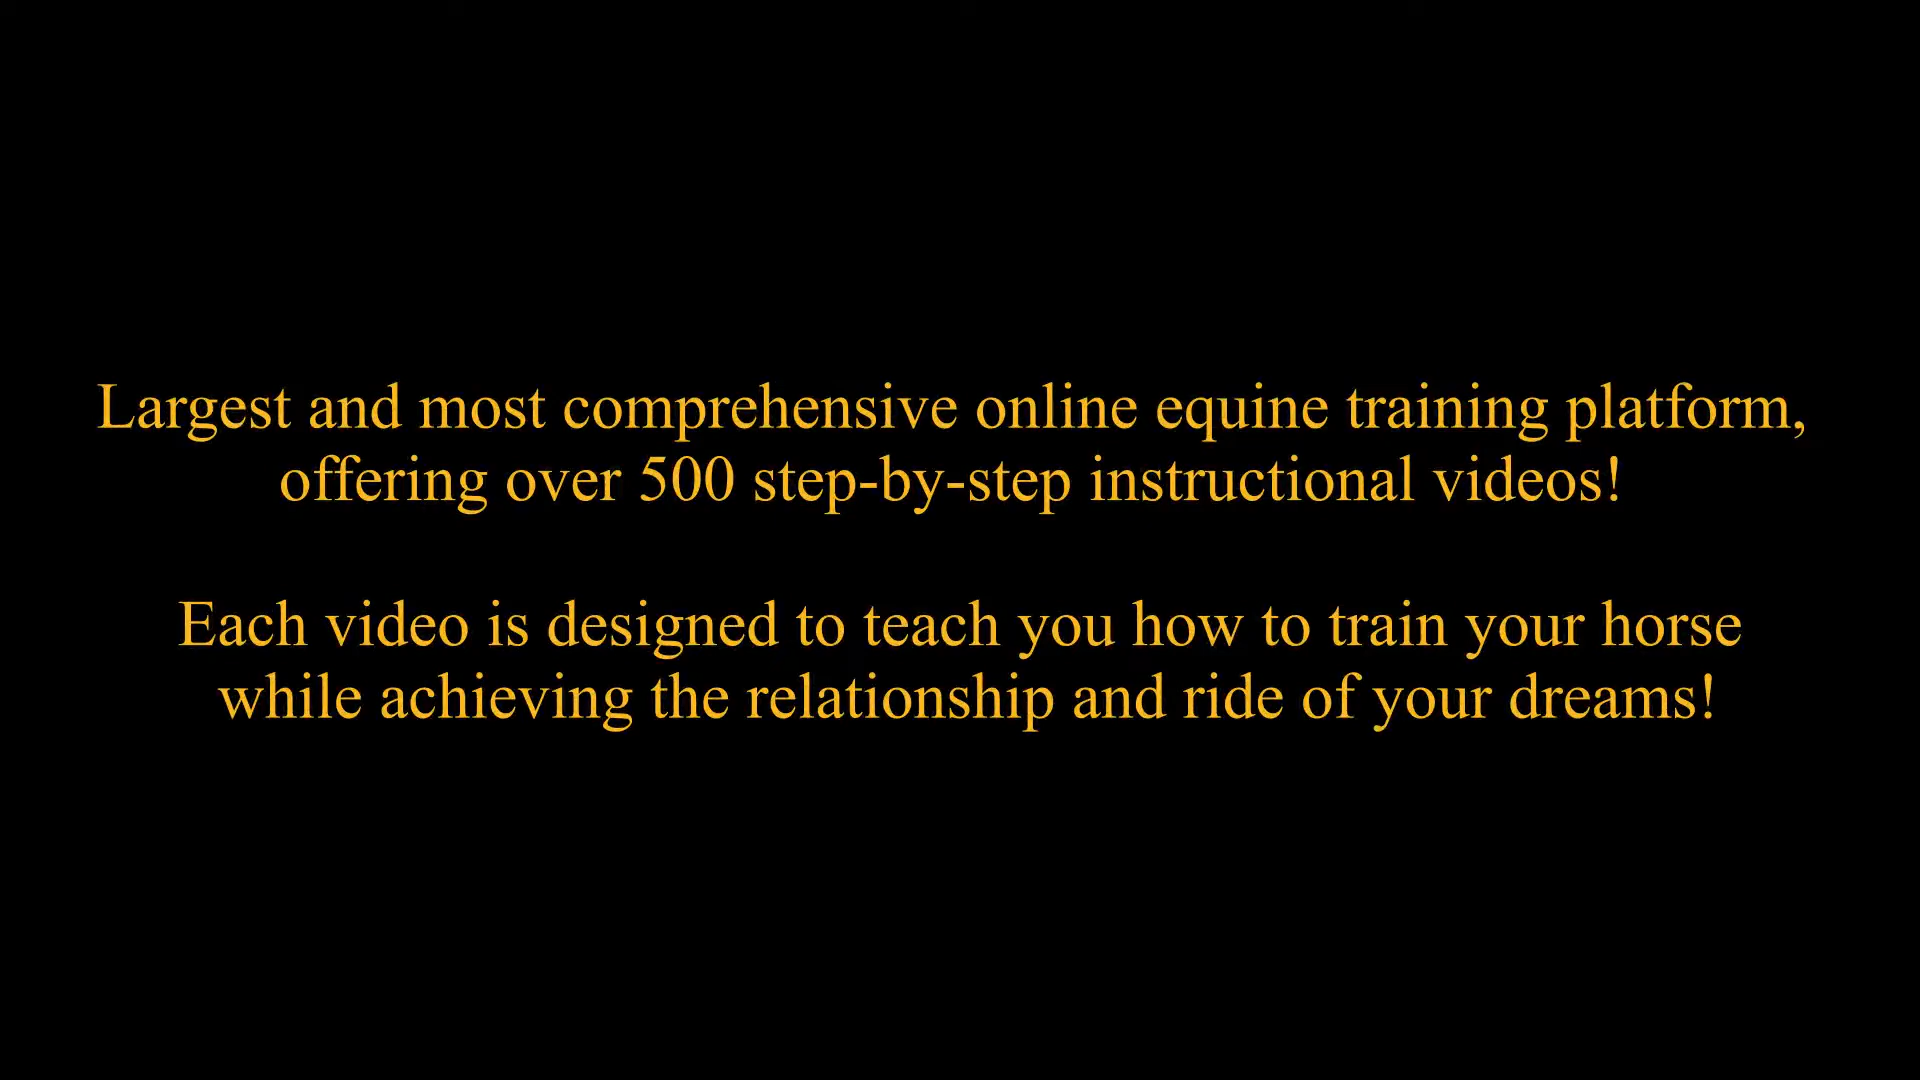 Largest and most comprehensive online equine training platform,
offering over 500 step-by-step instructional videos!
Each video is designed to teach you how to train your horse
while achieving the relationship and ride of your dreams!